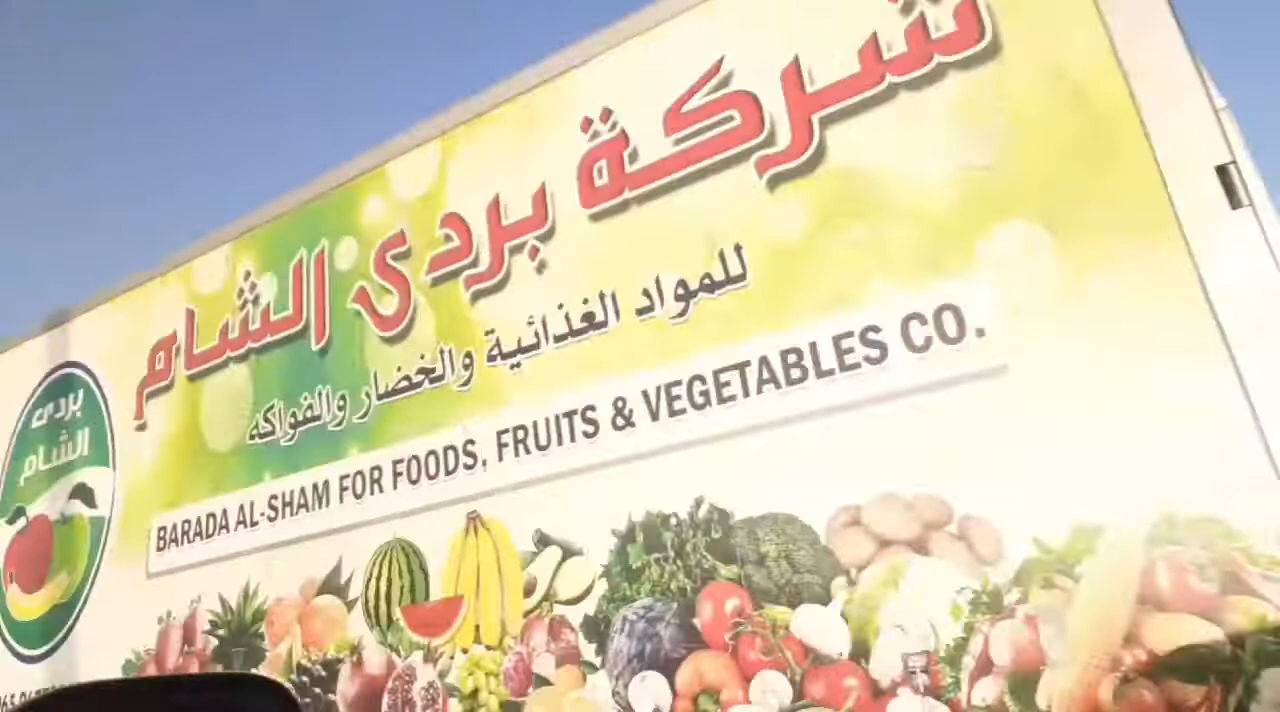 شركة بردى الشام
للمواد الغذائية والخضار والفواكه
BARADA AL-SHAM FOR FOODS, FRUITS & VEGETABLES CO.
بردى
الشام